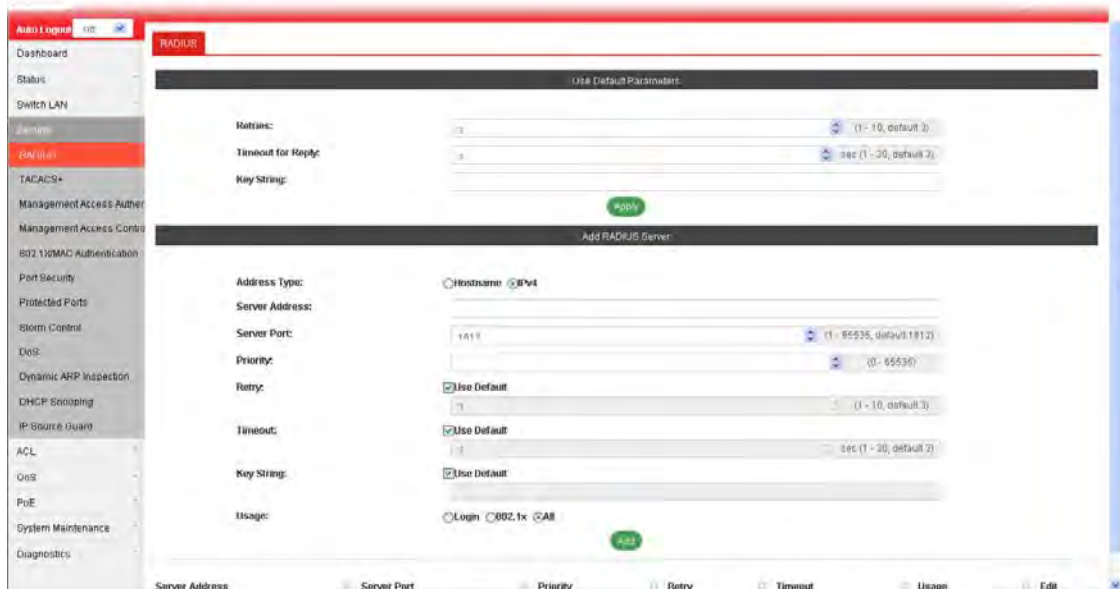 Auto Logout Off
Dashboard
Status
Switch LAN
Security
RADIUS
TACACS+
Management Access Auther
Management Access Contro
802.1X/MAC Authentication
Port Security
Protected Ports
Storm Control
DoS
Dynamic ARP Inspection
DHCP Snooping
IP Source Guard
ACL
QoS
PoE
System Maintenance
Diagnostics
RADIUS
Use Default Parameters
Retries: 3 (1 - 10, default 3)
Timeout for Reply: 3 sec (1 - 30, default 3)
Key String:
Apply
Add RADIUS Server
Address Type: Hostname IPv4
Server Address:
Server Port: 1812 (1 - 65535, default 1812)
Priority: (0 - 65535)
Retry: Use Default
3 (1 - 10, default 3)
Timeout: Use Default
3 sec (1 - 30, default 3)
Key String: Use Default
Usage: Login 802.1x All
Add
Server Address Server Port Priority Retry Timeout Usage Edit